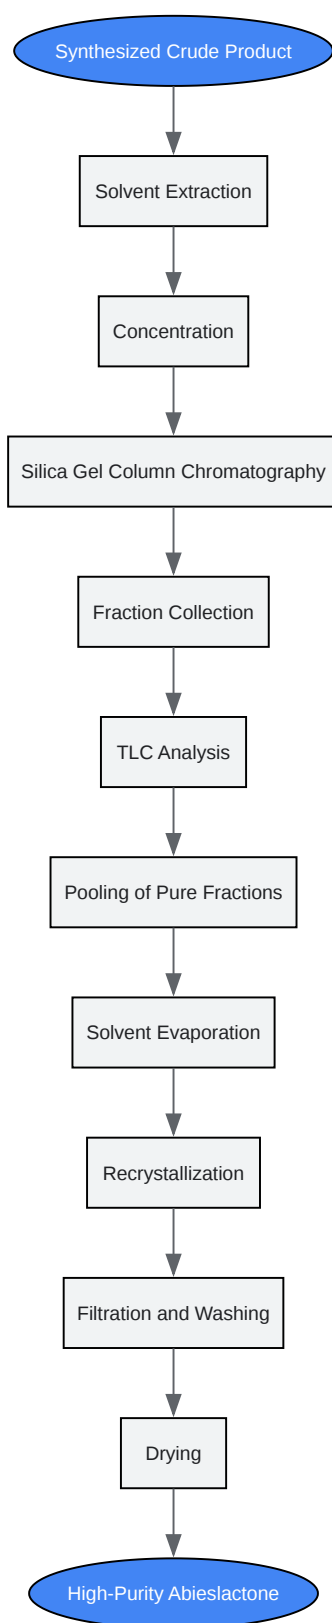 Synthesized Crude Product
Solvent Extraction
Concentration
Silica Gel Column Chromatography
Fraction Collection
TLC Analysis
Pooling of Pure Fractions
Solvent Evaporation
Recrystallization
Filtration and Washing
Drying
High-Purity Abieslactone